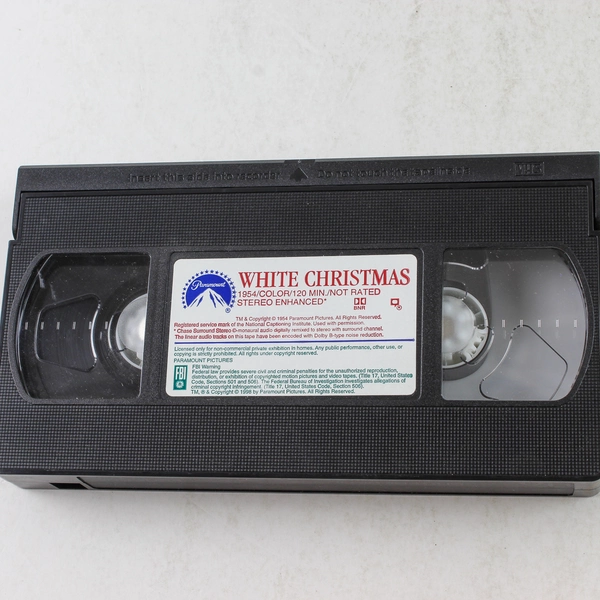 Insert this side into recorder
Do not touch the tape inside
VHS
Paramount
WHITE CHRISTMAS
1954/COLOR/120 MIN./NOT RATED
STEREO ENHANCED*
BNR
TM & Copyright © 1954 Paramount Pictures. All Rights Reserved.
Registered service mark of the National Captioning Institute. Used with permission.
* Chase Surround Stereo ®-monaural audio digitally remixed to stereo with surround channel.
The linear audio tracks on this tape have been encoded with Dolby B-type noise reduction.
Licensed only for non-commercial private exhibition in homes. Any public performance, other use, or
copying is strictly prohibited. All rights under copyright reserved.
PARAMOUNT PICTURES
FBI
FBI Warning
Federal law provides severe civil and criminal penalties for the unauthorized reproduction,
distribution, or exhibition of copyrighted motion pictures and video tapes. (Title 17, United States
Code, Sections 501 and 506). The Federal Bureau of Investigation investigates allegations of
criminal copyright infringement. (Title 17, United States Code, Section 506).
TM, ® & Copyright © 1998 by Paramount Pictures. All Rights Reserved.